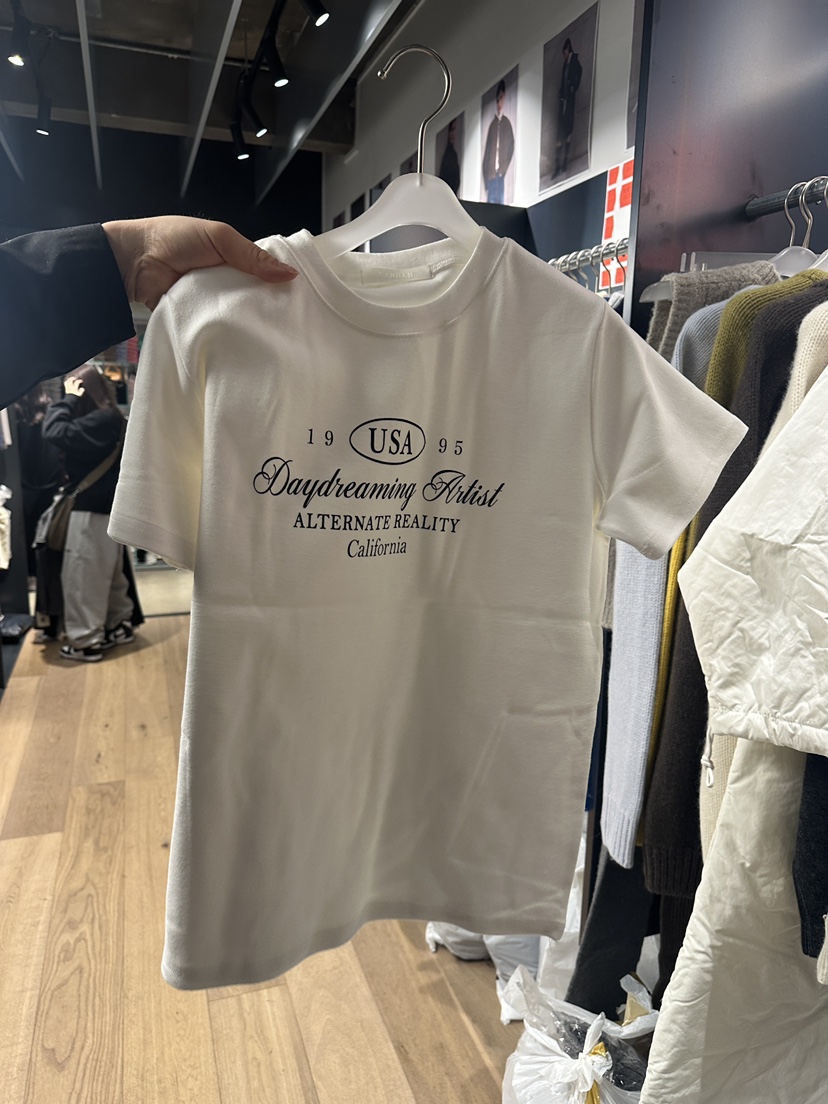 19 USA 95
Daydreaming Artist
ALTERNATE REALITY
California